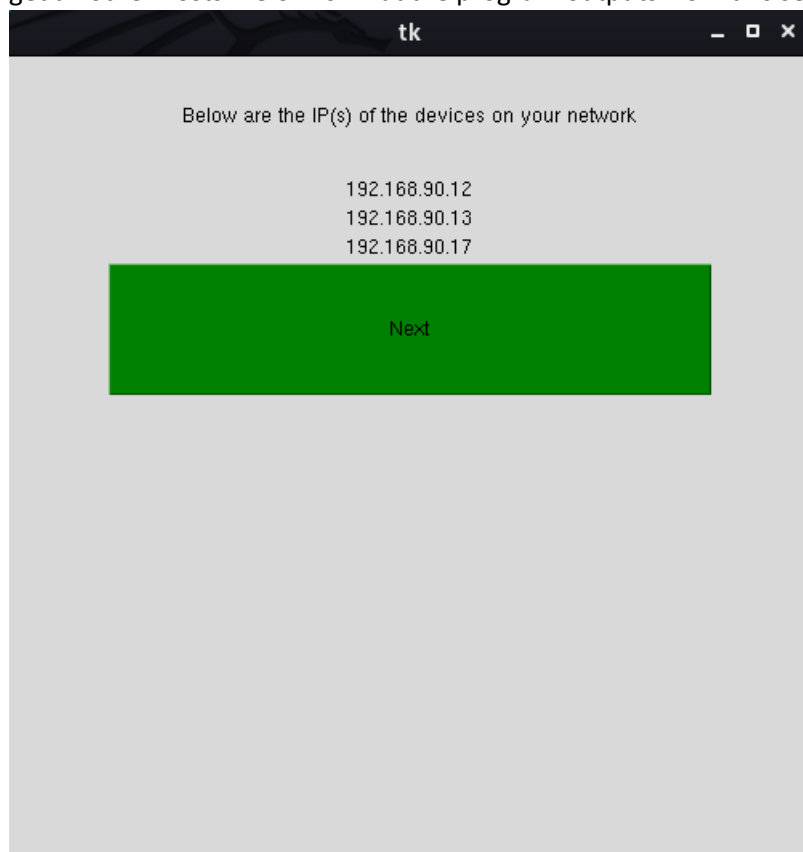 tk
Below are the IP(s) of the devices on your network
192.168.90.12
192.168.90.13
192.168.90.17
Next